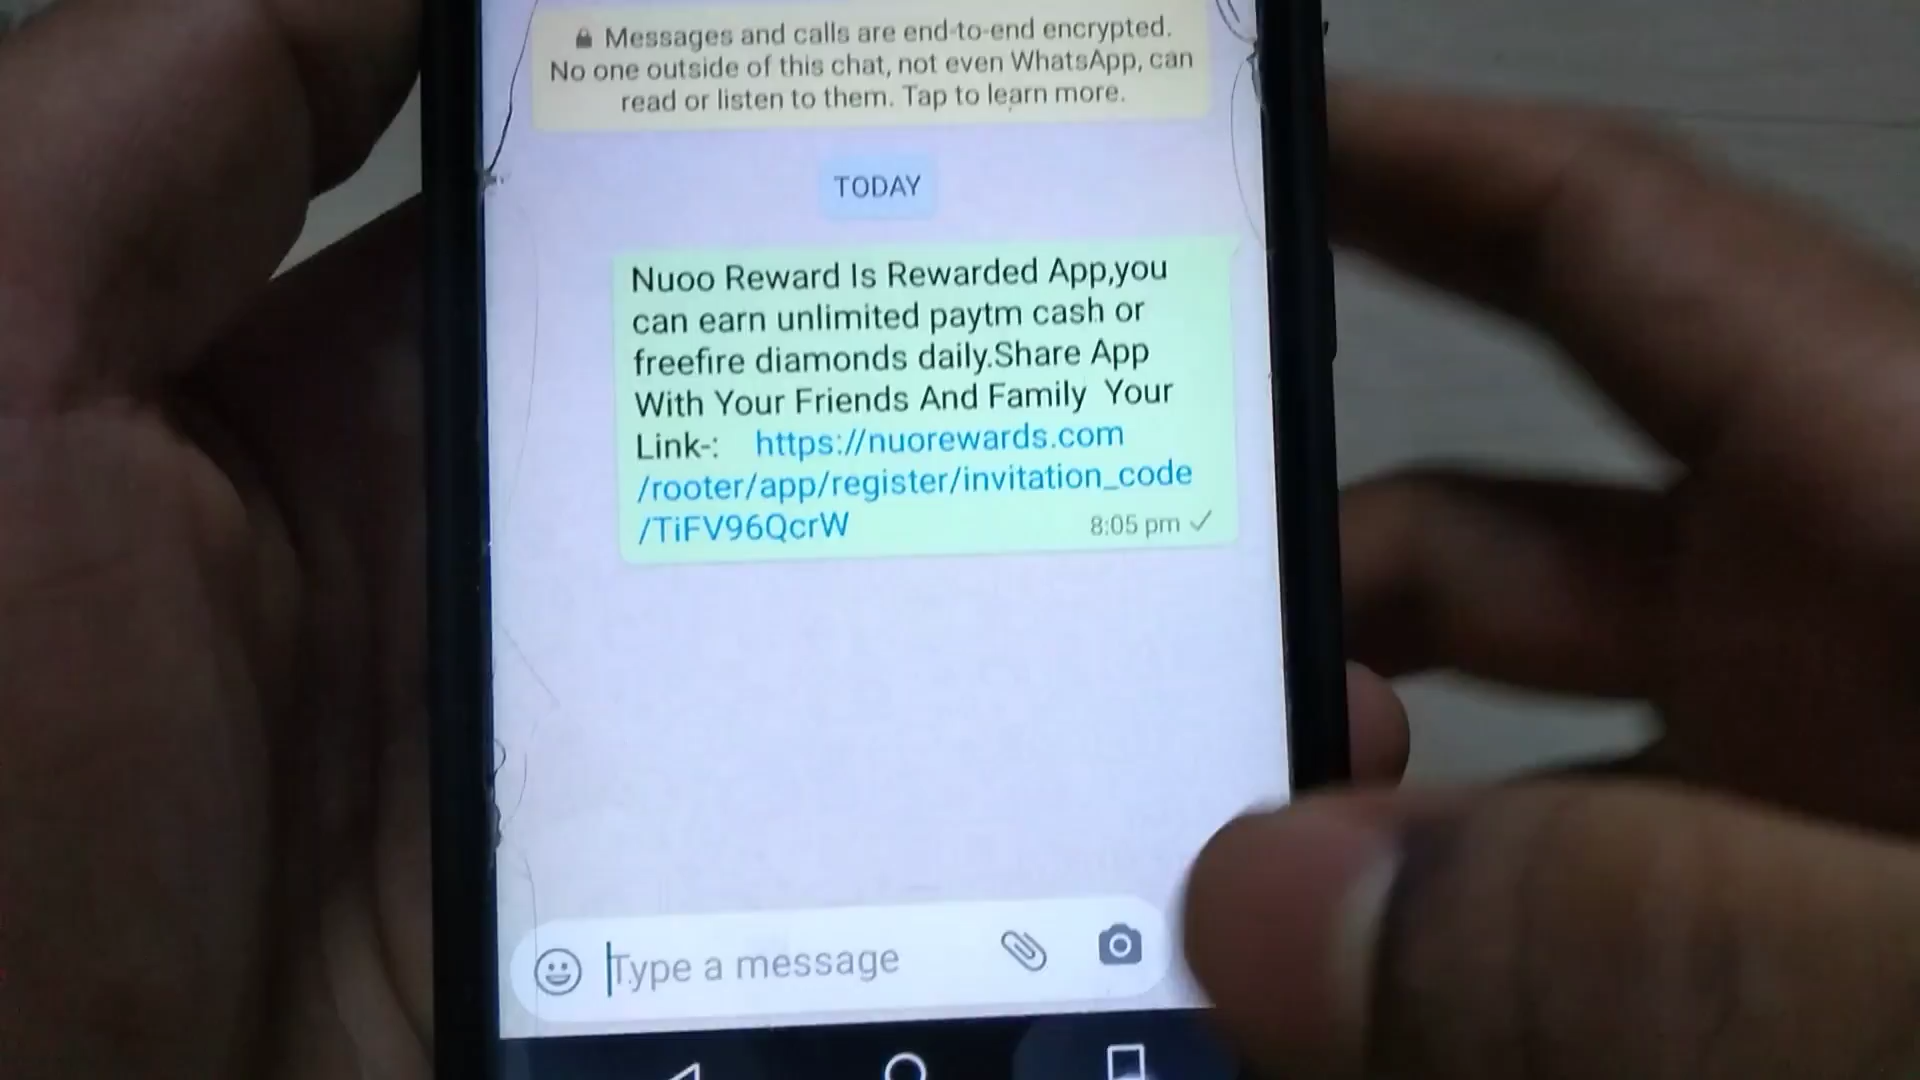 Messages and calls are end-to-end encrypted.
No one outside of this chat, not even WhatsApp, can
read or listen to them. Tap to learn more.
TODAY
Nuoo Reward Is Rewarded App,you
can earn unlimited paytm cash or
freefire diamonds daily.Share App
With Your Friends And Family Your
Link-: https://nuorewards.com
/rooter/app/register/invitation_code
/TiFV96QcrW
8:05 pm
Type a message